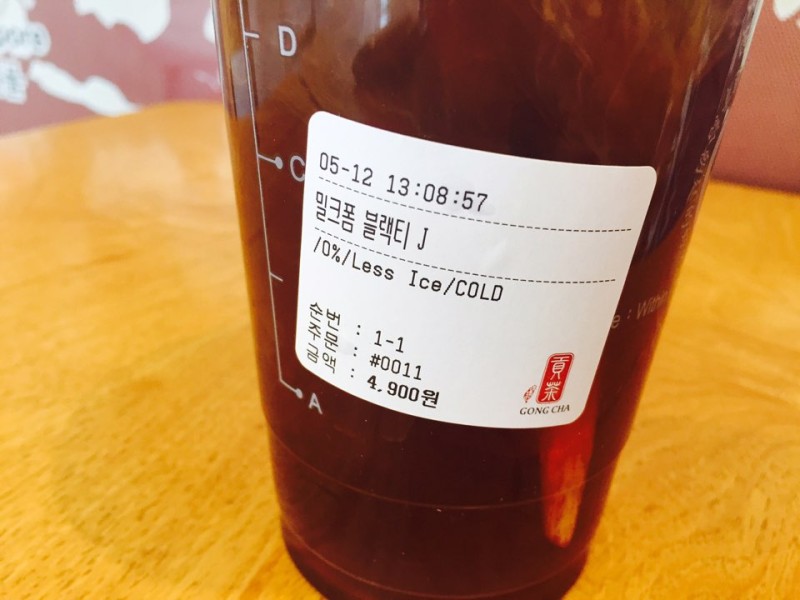 D
C
A
05-12 13:08:57
밀크폼 블랙티 J
/0%/Less Ice/COLD
순번 : 1-1
주문 : #0011
금액 : 4,900원
貢茶
GONG CHA
: Within